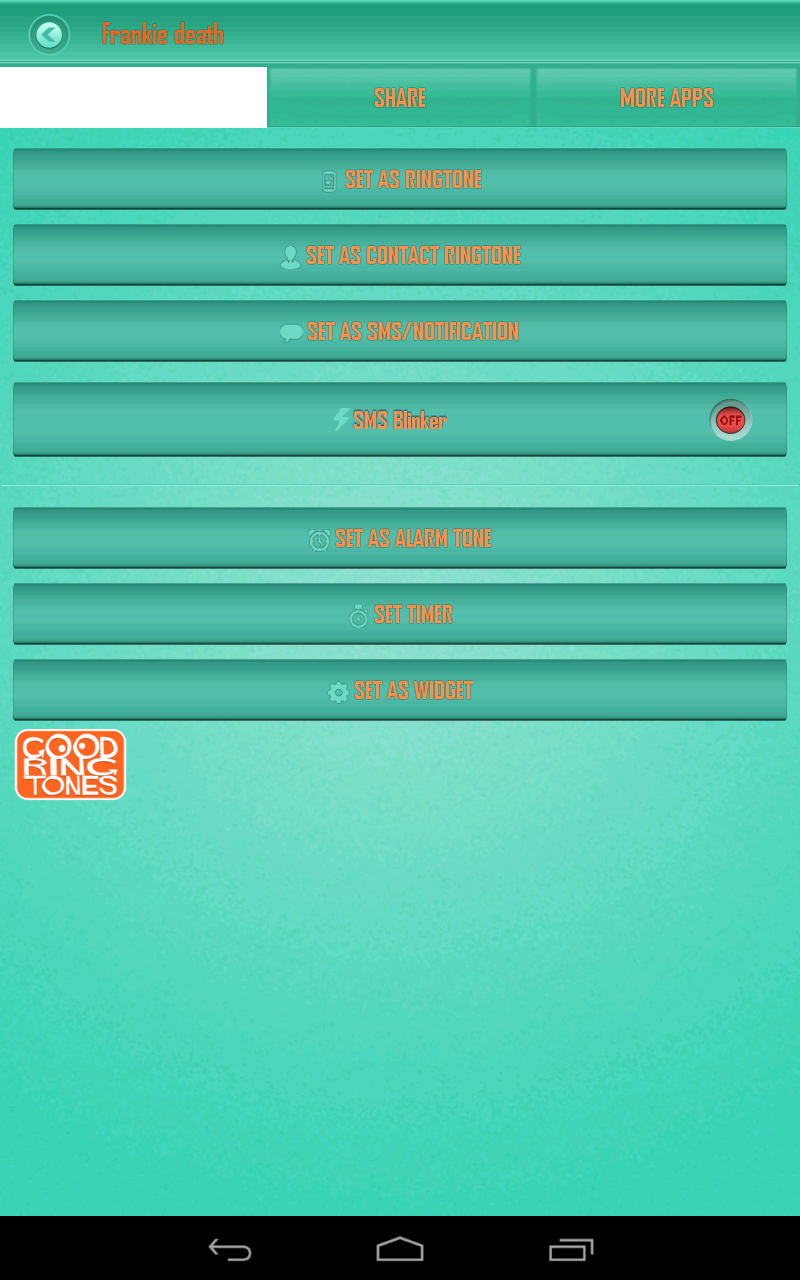 Frankie death
SHARE
MORE APPS
SET AS RINGTONE
SET AS CONTACT RINGTONE
SET AS SMS/NOTIFICATION
SMS Blinker
OFF
SET AS ALARM TONE
SET TIMER
SET AS WIDGET
GOOD
RING
TONES